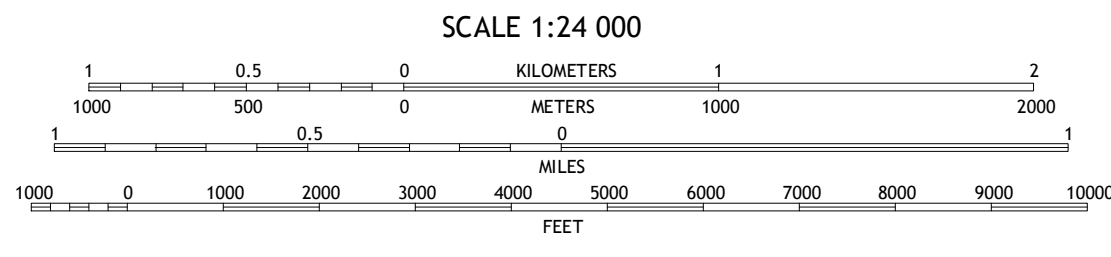 SCALE 1:24 000
1 0.5 0 KILOMETERS 1 2
1000 500 0 METERS 1000 2000
1 0.5 0 1
MILES
1000 0 1000 2000 3000 4000 5000 6000 7000 8000 9000 10000
FEET